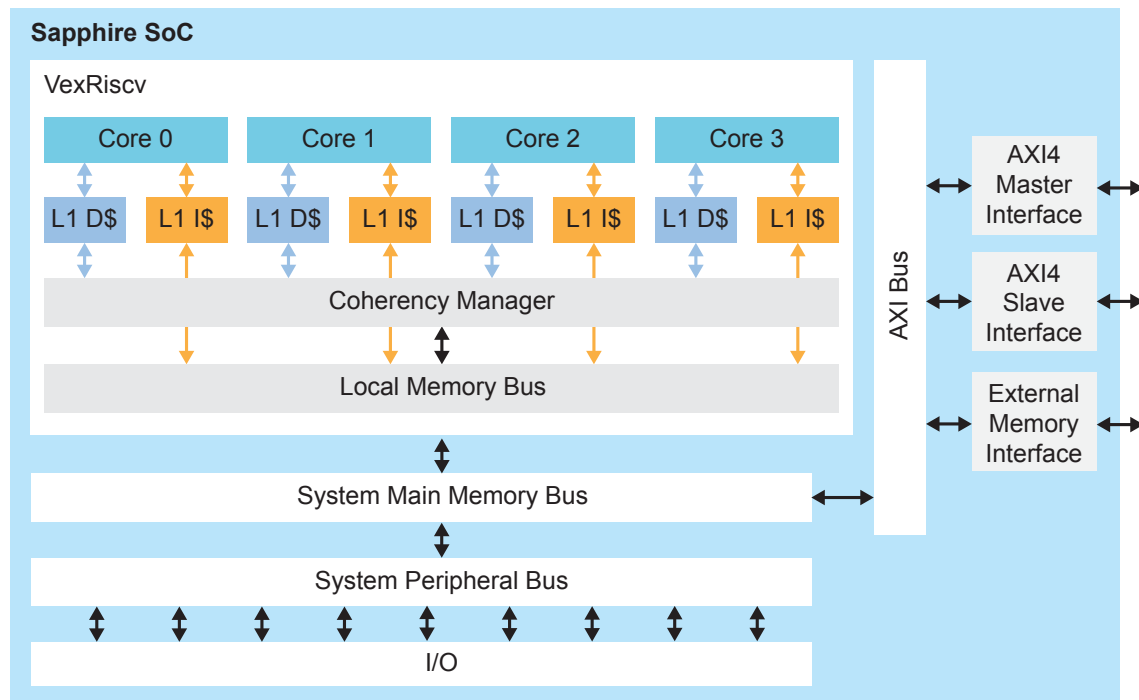 Sapphire SoC
VexRiscv
Core 0
Core 1
Core 2
Core 3
L1 D$
L1 I$
L1 D$
L1 I$
L1 D$
L1 I$
L1 D$
L1 I$
Coherency Manager
Local Memory Bus
System Main Memory Bus
System Peripheral Bus
I/O
AXI Bus
AXI4
Master
Interface
AXI4
Slave
Interface
External
Memory
Interface